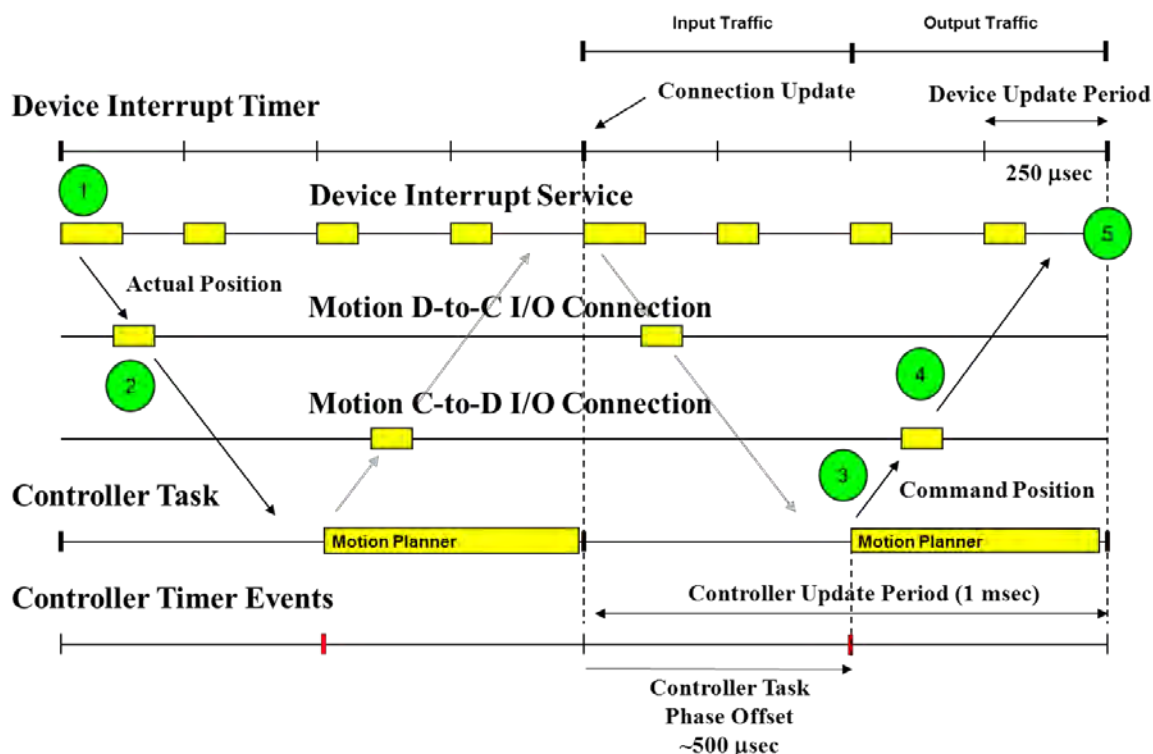 Input Traffic
Output Traffic
Connection Update
Device Update Period
Device Interrupt Timer
250 μsec
1
Device Interrupt Service
5
Actual Position
Motion D-to-C I/O Connection
2
4
Motion C-to-D I/O Connection
3
Command Position
Controller Task
Motion Planner
Motion Planner
Controller Timer Events
Controller Update Period (1 msec)
Controller Task
Phase Offset
~500 μsec